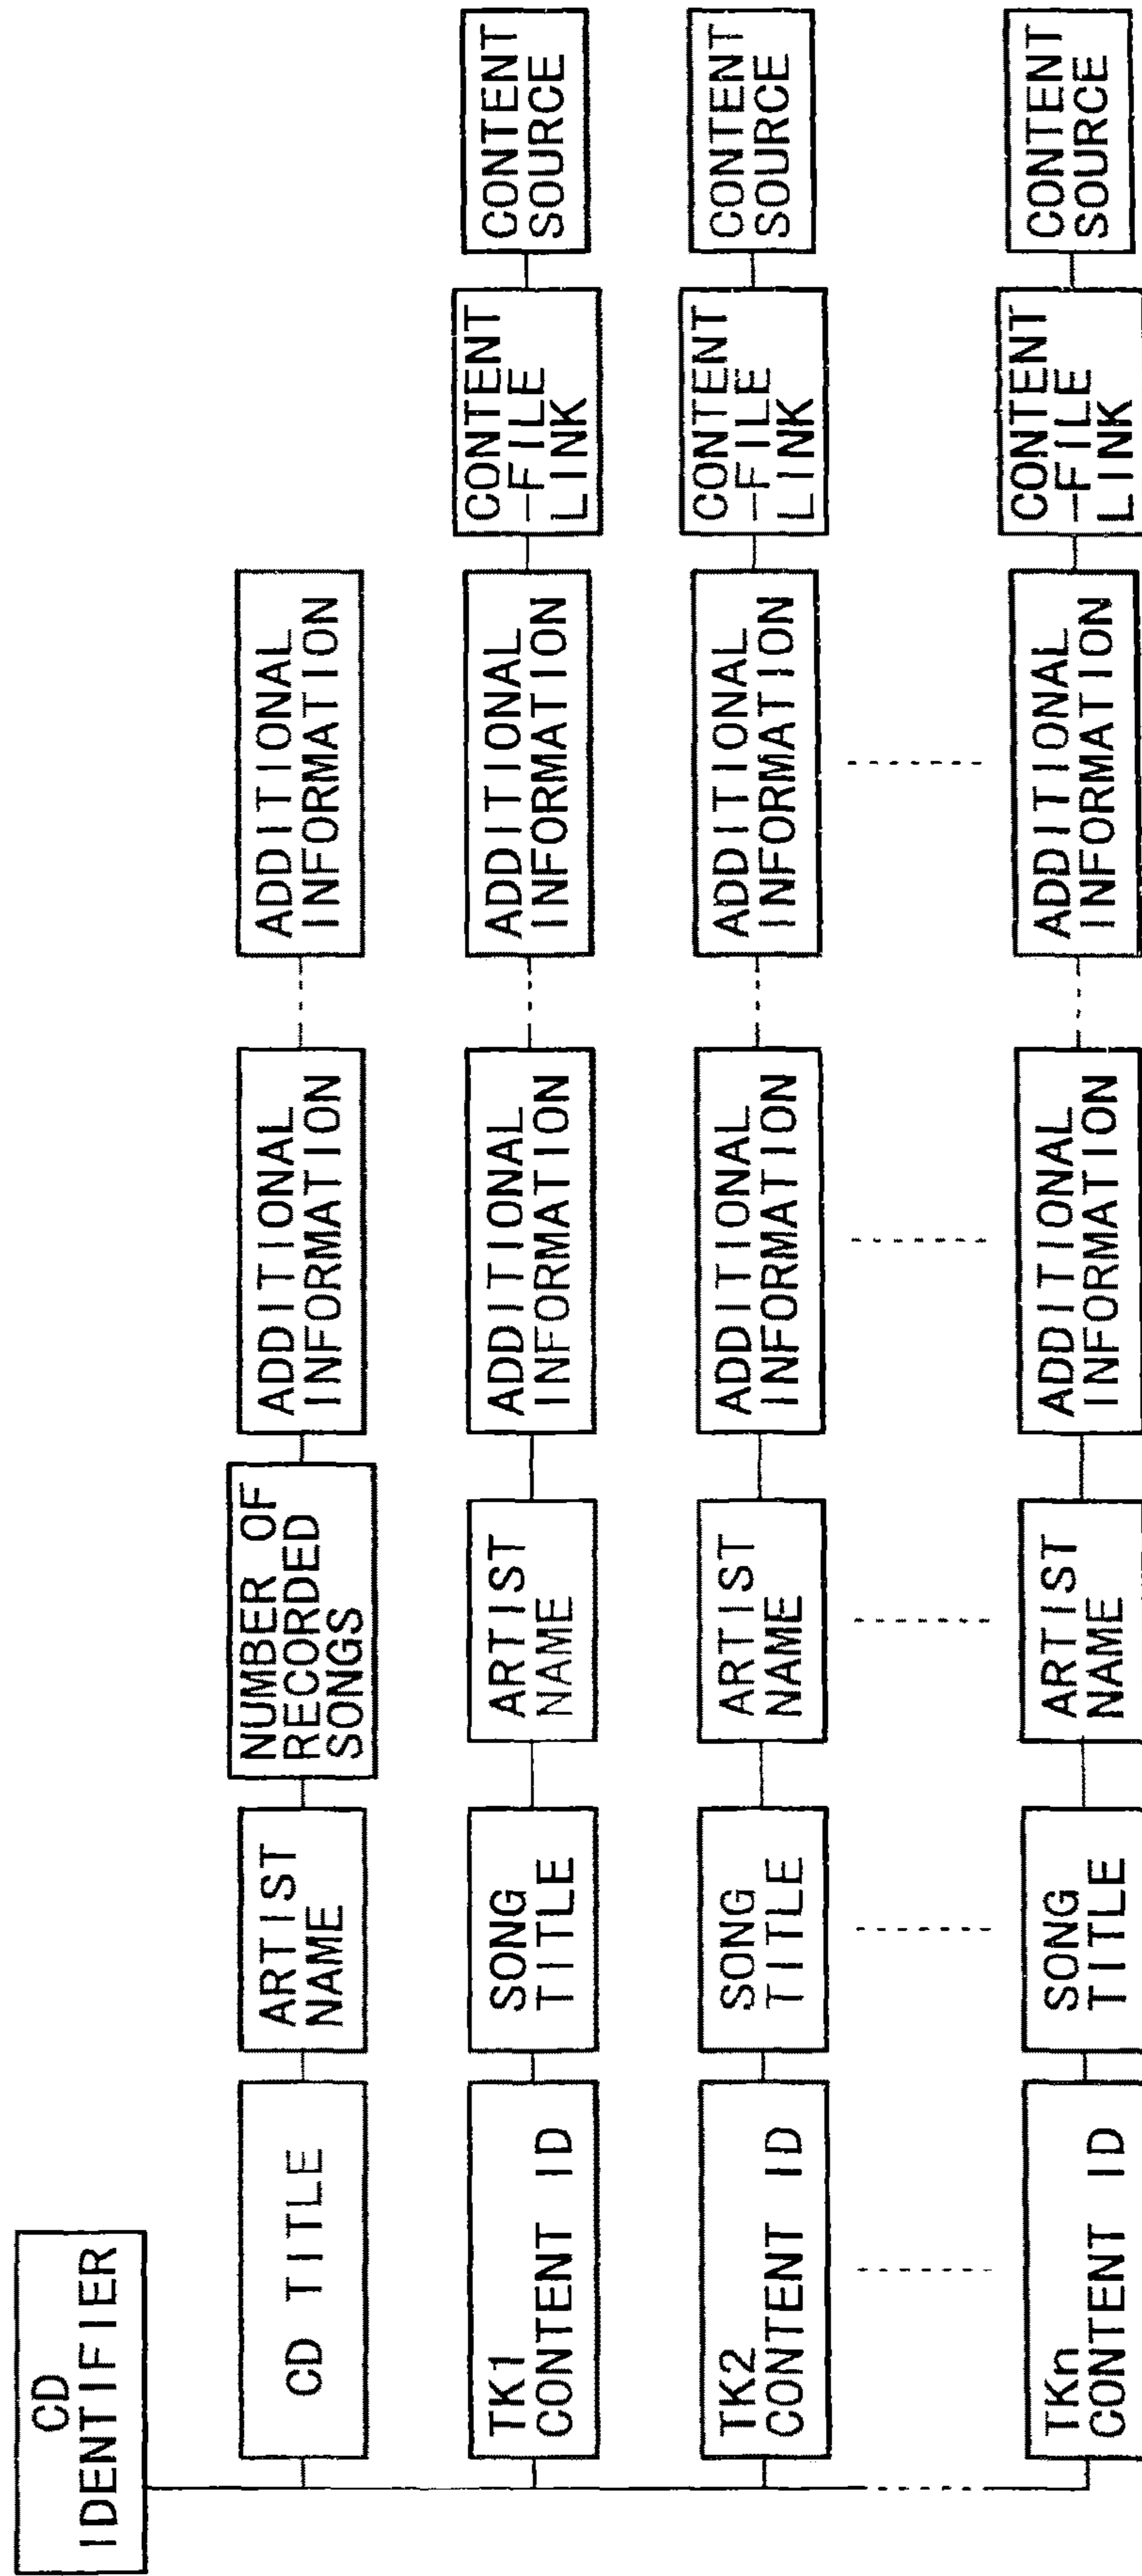 CD
IDENTIFIER
CD TITLE
ARTIST
NAME
NUMBER OF
RECORDED
SONGS
ADDITIONAL
INFORMATION
ADDITIONAL
INFORMATION
TK1
CONTENT ID
SONG
TITLE
ARTIST
NAME
ADDITIONAL
INFORMATION
ADDITIONAL
INFORMATION
CONTENT
-FILE
LINK
CONTENT
SOURCE
TK2
CONTENT ID
SONG
TITLE
ARTIST
NAME
ADDITIONAL
INFORMATION
ADDITIONAL
INFORMATION
CONTENT
-FILE
LINK
CONTENT
SOURCE
TKn
CONTENT ID
SONG
TITLE
ARTIST
NAME
ADDITIONAL
INFORMATION
ADDITIONAL
INFORMATION
CONTENT
-FILE
LINK
CONTENT
SOURCE